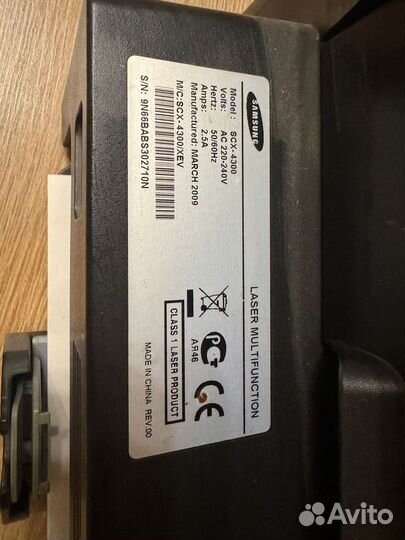 SAMSUNG
LASER MULTIFUNCTION
Model : SCX-4300
Volts: AC 220-240V
Hertz: 50/60Hz
Amps: 2.5A
Manufactured: MARCH 2009
M/C:SCX-4300/XEV
S/N: 9N66BABS302710N
CE
АЯ46
CLASS 1 LASER PRODUCT
MADE IN CHINA REV.00
Avito